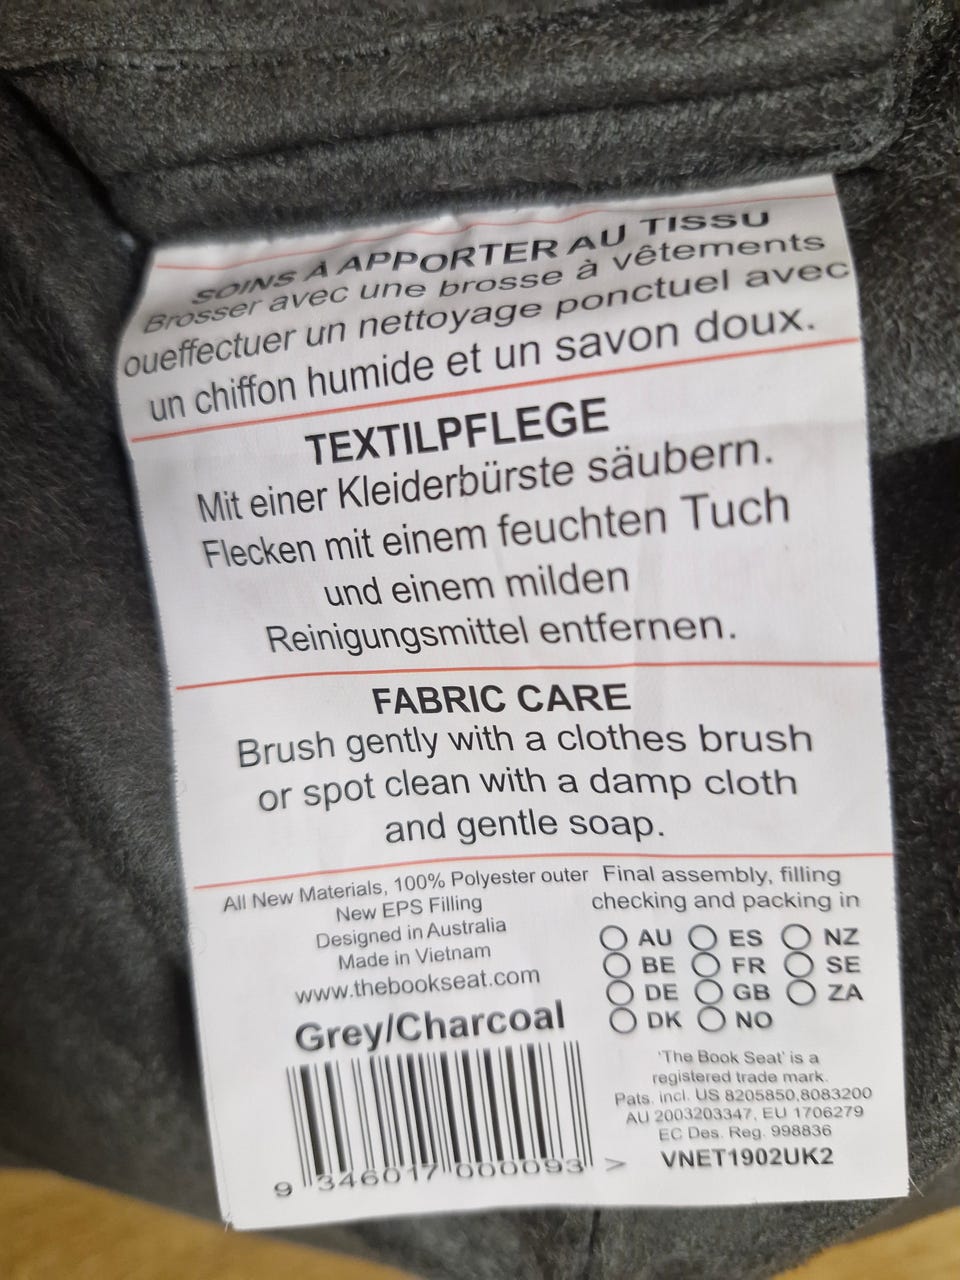 SOINS À APPORTER AU TISSU
Brosser avec une brosse à vêtements
oueffectuer un nettoyage ponctuel avec
un chiffon humide et un savon doux.
TEXTILPFLEGE
Mit einer Kleiderbürste säubern.
Flecken mit einem feuchten Tuch
und einem milden
Reinigungsmittel entfernen.
FABRIC CARE
Brush gently with a clothes brush
or spot clean with a damp cloth
and gentle soap.
All New Materials, 100% Polyester outer
New EPS Filling
Designed in Australia
Made in Vietnam
www.thebookseat.com
Grey/Charcoal
9 346017 000093 >
Final assembly, filling
checking and packing in
AU ES NZ
BE FR SE
DE GB ZA
DK NO
'The Book Seat' is a
registered trade mark.
Pats. incl. US 8205850,8083200
AU 2003203347, EU 1706279
EC Des. Reg. 998836
VNET1902UK2